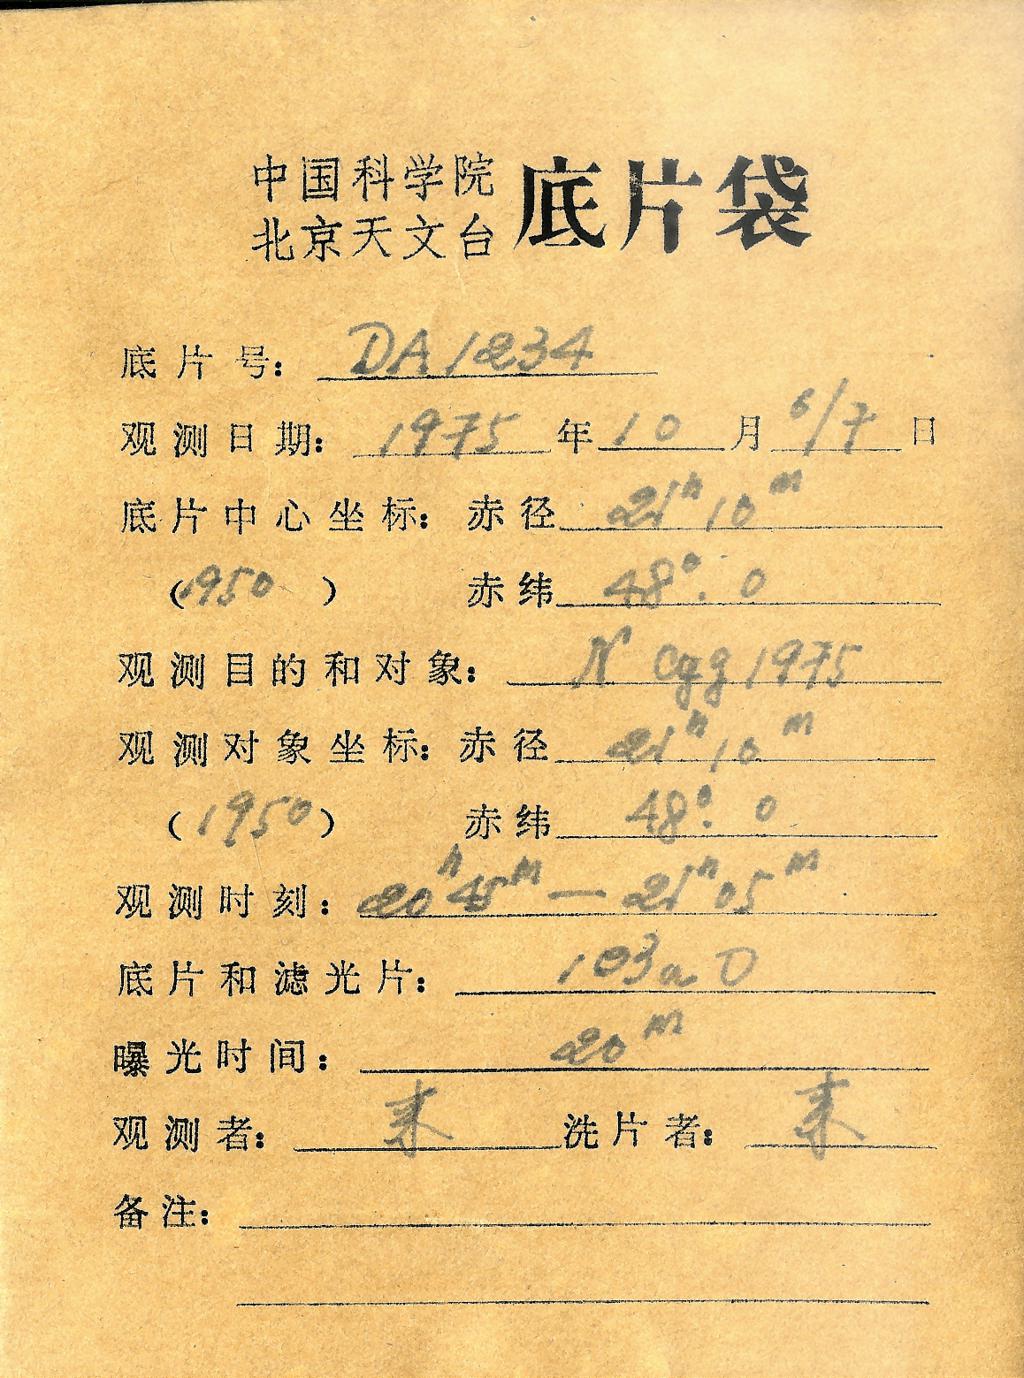 中国科学院
北京天文台 底片袋
底片号: DA1234
观测日期: 1975 年 10 月 6/7 日
底片中心坐标: 赤径 21ʰ10ᵐ
(1950) 赤纬 48°.0
观测目的和对象: N Cgg 1975
观测对象坐标: 赤径 21ʰ10ᵐ
(1950) 赤纬 48°.0
观测时刻: 20ʰ45ᵐ—21ʰ05ᵐ
底片和滤光片: 103aO
曝光时间: 20ᵐ
观测者: 洗片者:
备注: